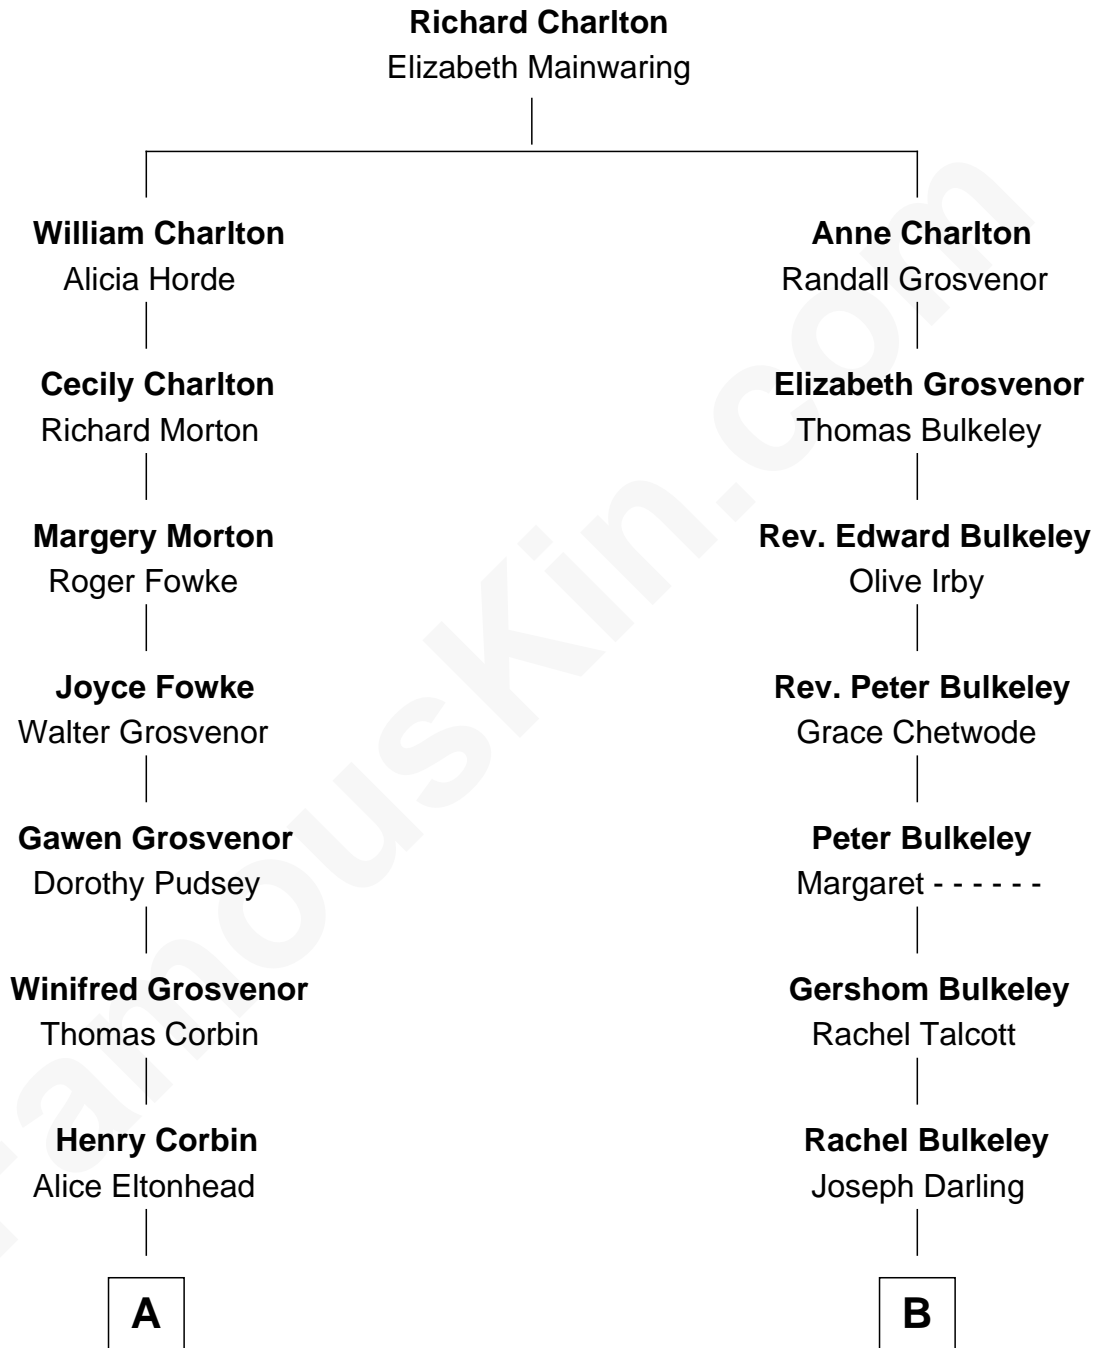 Richard Charlton
Elizabeth Mainwaring
William Charlton
Alicia Horde
Cecily Charlton
Richard Morton
Margery Morton
Roger Fowke
Joyce Fowke
Walter Grosvenor
Gawen Grosvenor
Dorothy Pudsey
Winifred Grosvenor
Thomas Corbin
Henry Corbin
Alice Eltonhead
A
Anne Charlton
Randall Grosvenor
Elizabeth Grosvenor
Thomas Bulkeley
Rev. Edward Bulkeley
Olive Irby
Rev. Peter Bulkeley
Grace Chetwode
Peter Bulkeley
Margaret - - - - - -
Gershom Bulkeley
Rachel Talcott
Rachel Bulkeley
Joseph Darling
B
FamousKin.com